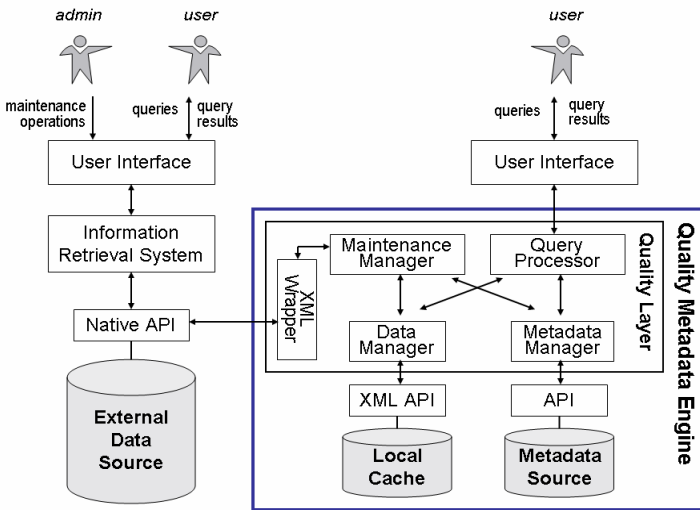 admin
user
user
maintenance
operations
queries
query
results
queries
query
results
User Interface
User Interface
Information
Retrieval System
Native API
XML
Wrapper
Maintenance
Manager
Query
Processor
Data
Manager
Metadata
Manager
Quality Layer
Quality Metadata Engine
XML API
API
External
Data
Source
Local
Cache
Metadata
Source